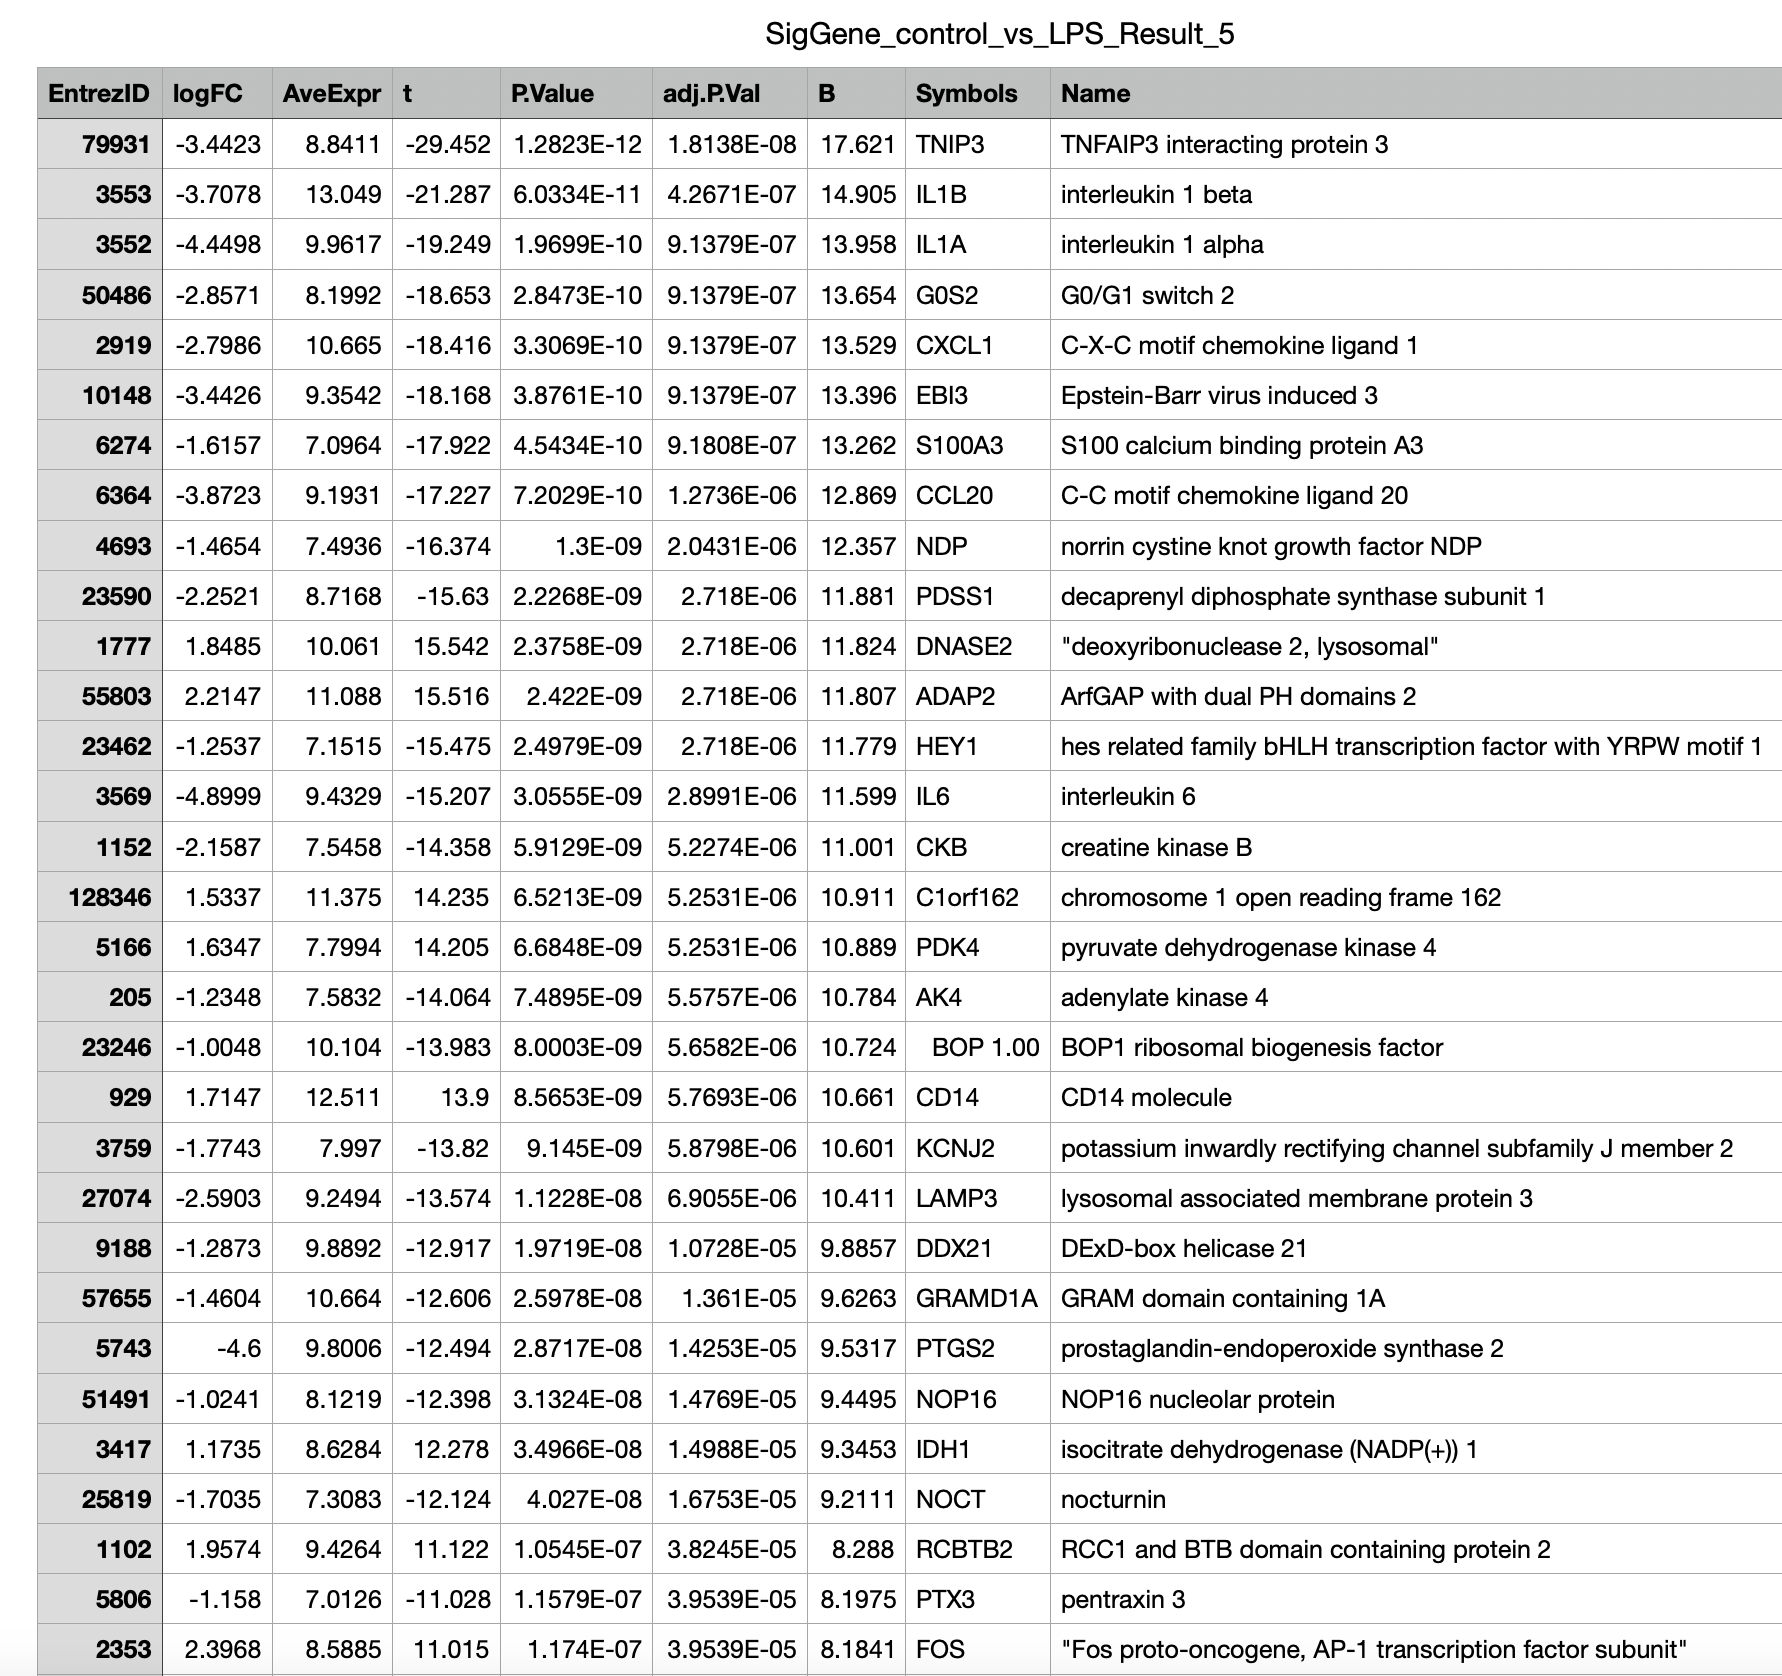 SigGene_control_vs_LPS_Result_5
EntrezID logFC AveExpr t P.Value adj.P.Val B Symbols Name
79931 -3.4423 8.8411 -29.452 1.2823E-12 1.8138E-08 17.621 TNIP3 TNFAIP3 interacting protein 3
3553 -3.7078 13.049 -21.287 6.0334E-11 4.2671E-07 14.905 IL1B interleukin 1 beta
3552 -4.4498 9.9617 -19.249 1.9699E-10 9.1379E-07 13.958 IL1A interleukin 1 alpha
50486 -2.8571 8.1992 -18.653 2.8473E-10 9.1379E-07 13.654 G0S2 G0/G1 switch 2
2919 -2.7986 10.665 -18.416 3.3069E-10 9.1379E-07 13.529 CXCL1 C-X-C motif chemokine ligand 1
10148 -3.4426 9.3542 -18.168 3.8761E-10 9.1379E-07 13.396 EBI3 Epstein-Barr virus induced 3
6274 -1.6157 7.0964 -17.922 4.5434E-10 9.1808E-07 13.262 S100A3 S100 calcium binding protein A3
6364 -3.8723 9.1931 -17.227 7.2029E-10 1.2736E-06 12.869 CCL20 C-C motif chemokine ligand 20
4693 -1.4654 7.4936 -16.374 1.3E-09 2.0431E-06 12.357 NDP norrin cystine knot growth factor NDP
23590 -2.2521 8.7168 -15.63 2.2268E-09 2.718E-06 11.881 PDSS1 decaprenyl diphosphate synthase subunit 1
1777 1.8485 10.061 15.542 2.3758E-09 2.718E-06 11.824 DNASE2 "deoxyribonuclease 2, lysosomal"
55803 2.2147 11.088 15.516 2.422E-09 2.718E-06 11.807 ADAP2 ArfGAP with dual PH domains 2
23462 -1.2537 7.1515 -15.475 2.4979E-09 2.718E-06 11.779 HEY1 hes related family bHLH transcription factor with YRPW motif 1
3569 -4.8999 9.4329 -15.207 3.0555E-09 2.8991E-06 11.599 IL6 interleukin 6
1152 -2.1587 7.5458 -14.358 5.9129E-09 5.2274E-06 11.001 CKB creatine kinase B
128346 1.5337 11.375 14.235 6.5213E-09 5.2531E-06 10.911 C1orf162 chromosome 1 open reading frame 162
5166 1.6347 7.7994 14.205 6.6848E-09 5.2531E-06 10.889 PDK4 pyruvate dehydrogenase kinase 4
205 -1.2348 7.5832 -14.064 7.4895E-09 5.5757E-06 10.784 AK4 adenylate kinase 4
23246 -1.0048 10.104 -13.983 8.0003E-09 5.6582E-06 10.724 BOP 1.00 BOP1 ribosomal biogenesis factor
929 1.7147 12.511 13.9 8.5653E-09 5.7693E-06 10.661 CD14 CD14 molecule
3759 -1.7743 7.997 -13.82 9.145E-09 5.8798E-06 10.601 KCNJ2 potassium inwardly rectifying channel subfamily J member 2
27074 -2.5903 9.2494 -13.574 1.1228E-08 6.9055E-06 10.411 LAMP3 lysosomal associated membrane protein 3
9188 -1.2873 9.8892 -12.917 1.9719E-08 1.0728E-05 9.8857 DDX21 DExD-box helicase 21
57655 -1.4604 10.664 -12.606 2.5978E-08 1.361E-05 9.6263 GRAMD1A GRAM domain containing 1A
5743 -4.6 9.8006 -12.494 2.8717E-08 1.4253E-05 9.5317 PTGS2 prostaglandin-endoperoxide synthase 2
51491 -1.0241 8.1219 -12.398 3.1324E-08 1.4769E-05 9.4495 NOP16 NOP16 nucleolar protein
3417 1.1735 8.6284 12.278 3.4966E-08 1.4988E-05 9.3453 IDH1 isocitrate dehydrogenase (NADP(+)) 1
25819 -1.7035 7.3083 -12.124 4.027E-08 1.6753E-05 9.2111 NOCT nocturnin
1102 1.9574 9.4264 11.122 1.0545E-07 3.8245E-05 8.288 RCBTB2 RCC1 and BTB domain containing protein 2
5806 -1.158 7.0126 -11.028 1.1579E-07 3.9539E-05 8.1975 PTX3 pentraxin 3
2353 2.3968 8.5885 11.015 1.174E-07 3.9539E-05 8.1841 FOS "Fos proto-oncogene, AP-1 transcription factor subunit"